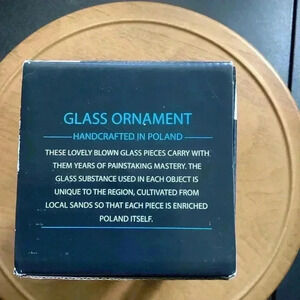 GLASS ORNAMENT
HANDCRAFTED IN POLAND
THESE LOVELY BLOWN GLASS PIECES CARRY WITH
THEM YEARS OF PAINSTAKING MASTERY. THE
GLASS SUBSTANCE USED IN EACH OBJECT IS
UNIQUE TO THE REGION, CULTIVATED FROM
LOCAL SANDS SO THAT EACH PIECE IS ENRICHED
POLAND ITSELF.